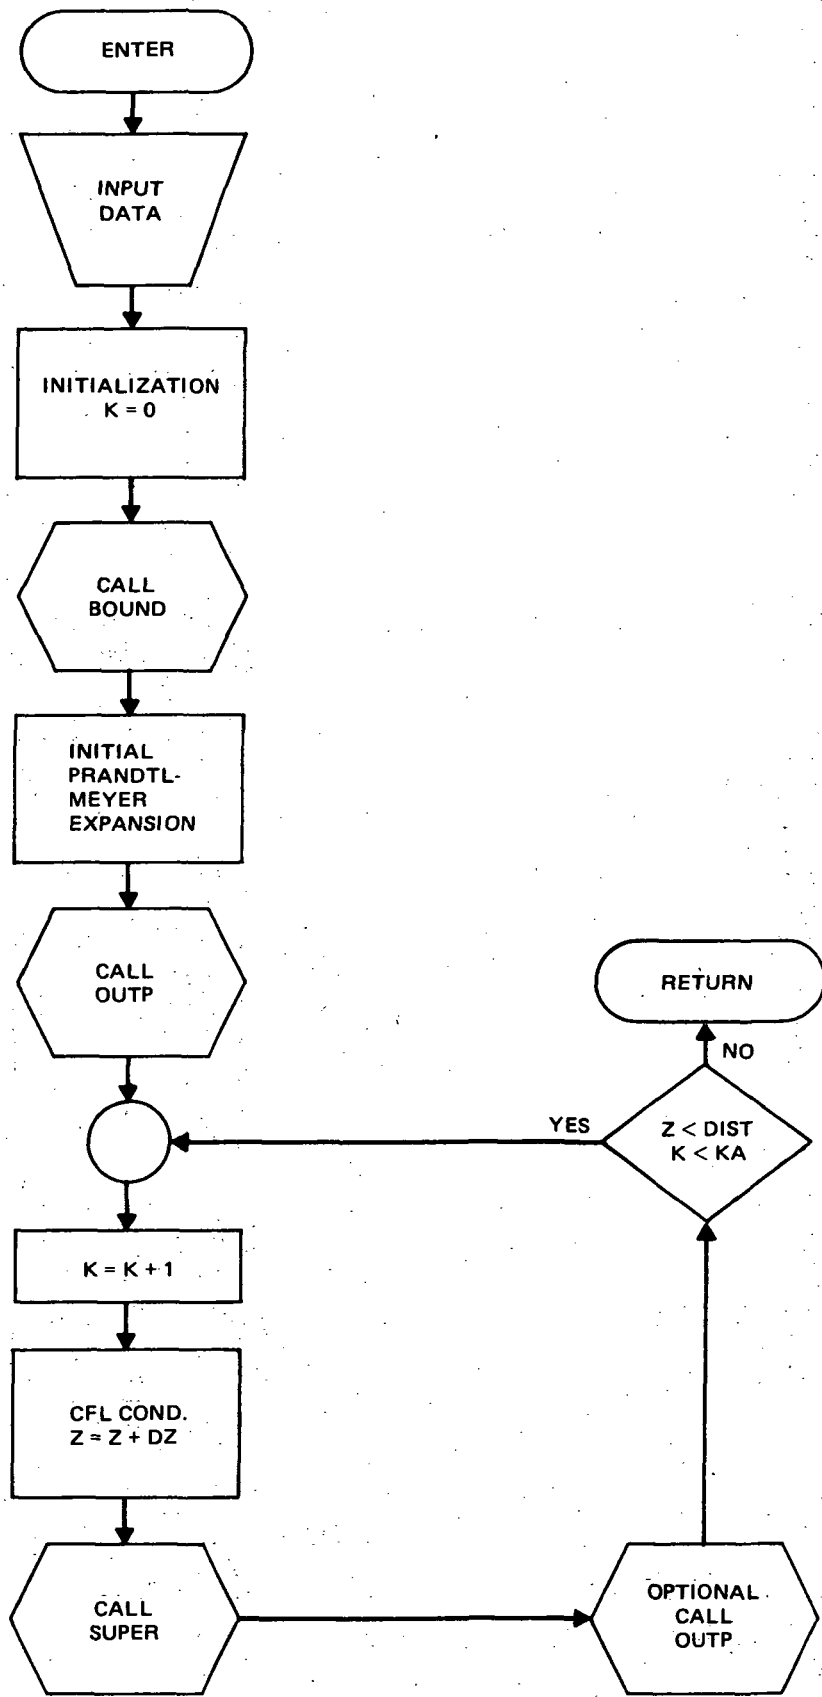 ENTER
INPUT
DATA
INITIALIZATION
K = 0
CALL
BOUND
INITIAL
PRANDTL-
MEYER
EXPANSION
CALL
OUTP
RETURN
NO
YES
Z < DIST
K < KA
K = K + 1
CFL COND.
Z = Z + DZ
CALL
SUPER
OPTIONAL
CALL
OUTP